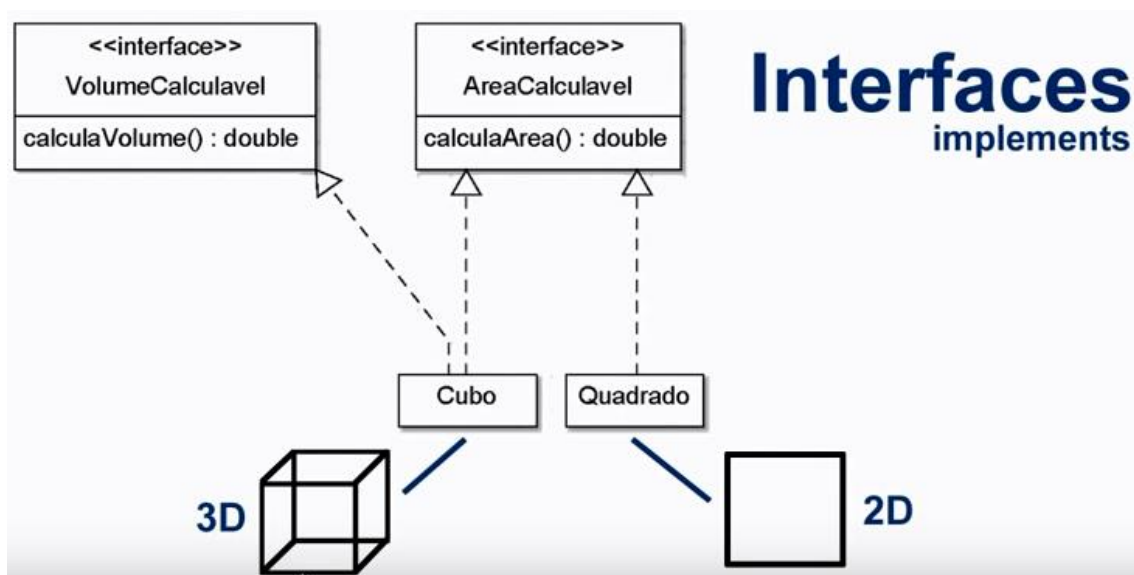 <<interface>>
VolumeCalculavel
calculaVolume() : double
<<interface>>
AreaCalculavel
calculaArea() : double
Interfaces
implements
Cubo
Quadrado
3D
2D